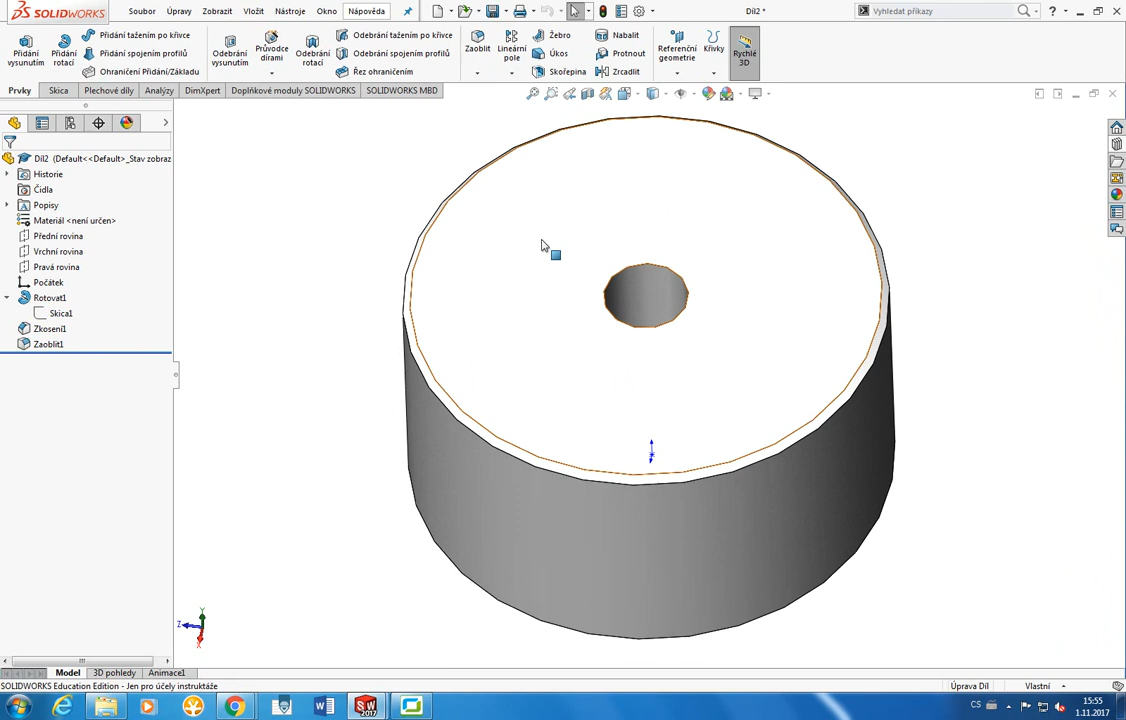 SOLIDWORKS
Soubor Úpravy Zobrazit Vložit Nástroje Okno Nápověda
Díl2 *
Vyhledat příkazy
Přidání vysunutím
Přidání rotací
Přidání tažením po křivce
Přidání spojením profilů
Ohraničení Přidání/Základu
Odebrání vysunutím
Průvodce dírami
Odebrání rotací
Odebrání tažením po křivce
Odebrání spojením profilů
Řez ohraničením
Zaoblit
Lineární pole
Žebro
Úkos
Skořepina
Nabalit
Protnout
Zrcadlit
Referenční geometrie
Křivky
Rychlé 3D
Prvky Skica Plechové díly Analýzy DimXpert Doplňkové moduly SOLIDWORKS SOLIDWORKS MBD
Díl2 (Default<<Default>_Stav zobraz
Historie
Čidla
Popisy
Materiál <není určen>
Přední rovina
Vrchní rovina
Pravá rovina
Počátek
Rotovat1
Skica1
Zkosení1
Zaoblit1
Y
Z
X
Model 3D pohledy Animace1
SOLIDWORKS Education Edition - Jen pro účely instruktáže
Úprava Díl
Vlastní
CS
15:55
1.11.2017